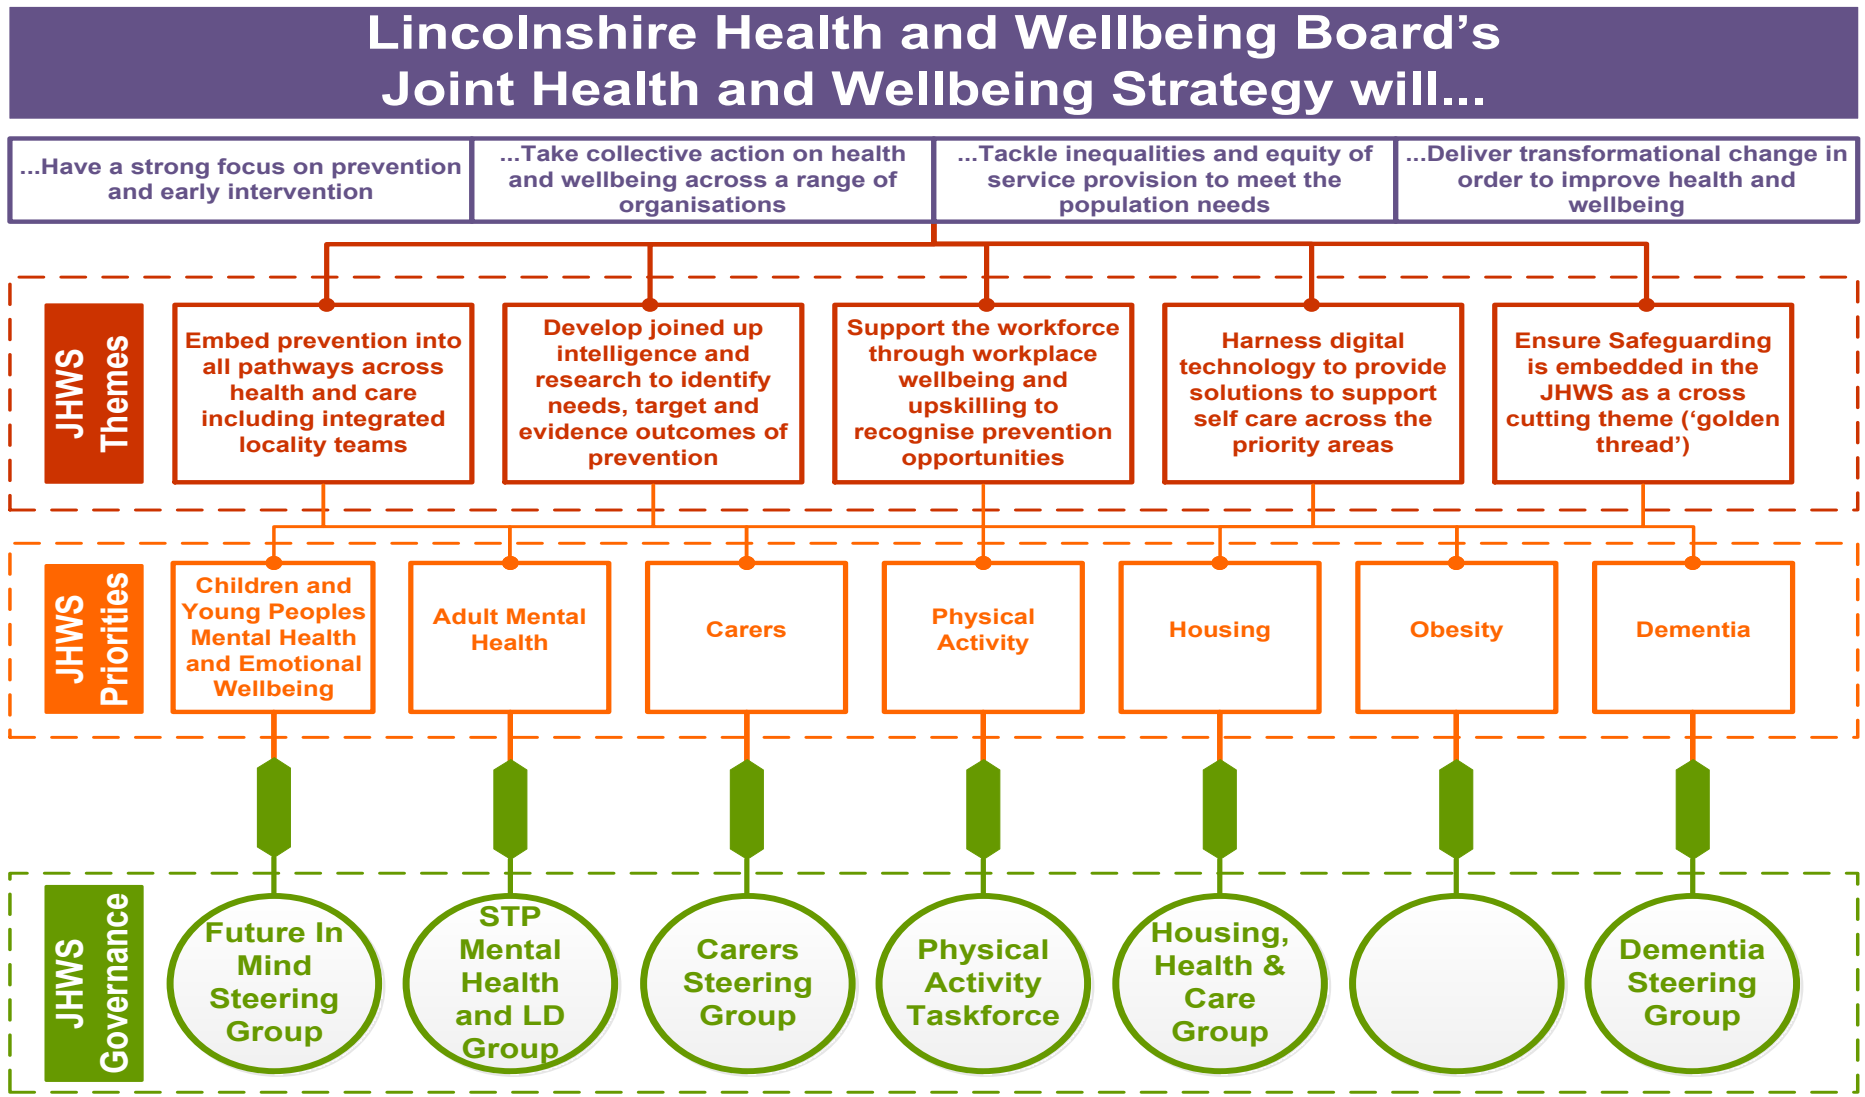 Lincolnshire Health and Wellbeing Board’s
Joint Health and Wellbeing Strategy will...
...Have a strong focus on prevention
and early intervention
...Take collective action on health
and wellbeing across a range of
organisations
...Tackle inequalities and equity of
service provision to meet the
population needs
...Deliver transformational change in
order to improve health and
wellbeing
JHWS
Themes
Embed prevention into
all pathways across
health and care
including integrated
locality teams
Develop joined up
intelligence and
research to identify
needs, target and
evidence outcomes of
prevention
Support the workforce
through workplace
wellbeing and
upskilling to
recognise prevention
opportunities
Harness digital
technology to provide
solutions to support
self care across the
priority areas
Ensure Safeguarding
is embedded in the
JHWS as a cross
cutting theme (‘golden
thread’)
JHWS
Priorities
Children and
Young Peoples
Mental Health
and Emotional
Wellbeing
Adult Mental
Health
Carers
Physical
Activity
Housing
Obesity
Dementia
JHWS
Governance
Future In
Mind
Steering
Group
STP
Mental
Health
and LD
Group
Carers
Steering
Group
Physical
Activity
Taskforce
Housing,
Health &
Care
Group
Dementia
Steering
Group